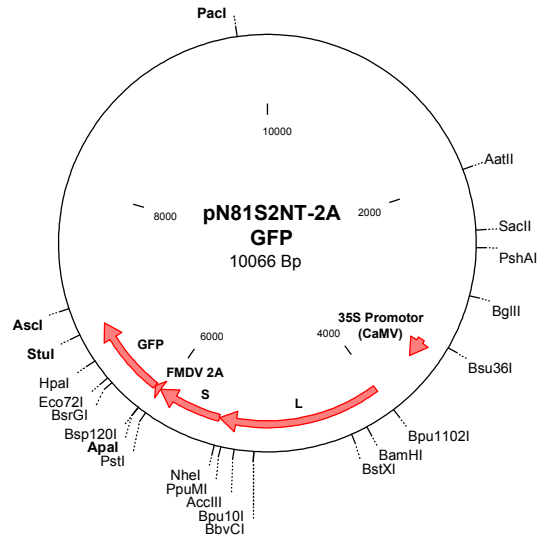 PacI
10000
AatII
8000
2000
pN81S2NT-2A
GFP
10066 Bp
SacII
PshAI
BglII
35S Promotor
(CaMV)
AscI
6000
4000
StuI
GFP
Bsu36I
FMDV 2A
HpaI
S
L
Eco72I
BsrGI
Bsp120I
Bpu1102I
ApaI
BamHI
PstI
BstXI
NheI
PpuMI
AccIII
Bpu10I
BbvCI